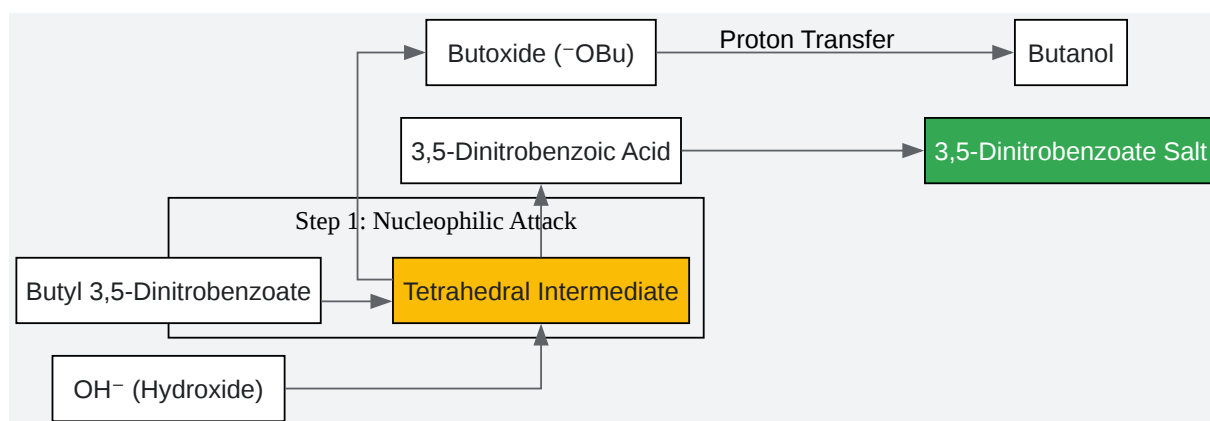 Butoxide (⁻OBu)
Proton Transfer
Butanol
3,5-Dinitrobenzoic Acid
3,5-Dinitrobenzoate Salt
Step 1: Nucleophilic Attack
Butyl 3,5-Dinitrobenzoate
Tetrahedral Intermediate
OH⁻ (Hydroxide)